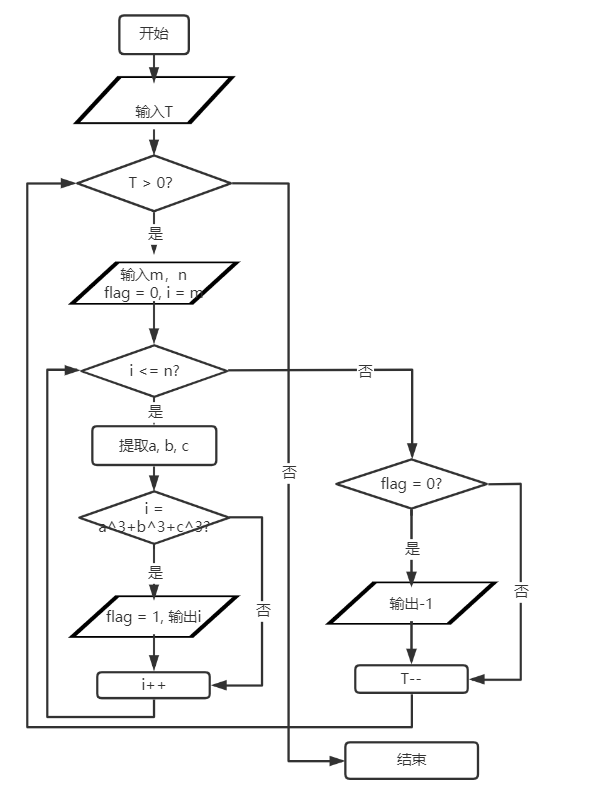 开始
输入T
T > 0?
是
输入m，n
flag = 0, i = m
i <= n?
否
是
提取a, b, c
否
flag = 0?
i =
a^3+b^3+c^3?
是
是
否
flag = 1, 输出i
否
输出-1
i++
T--
结束